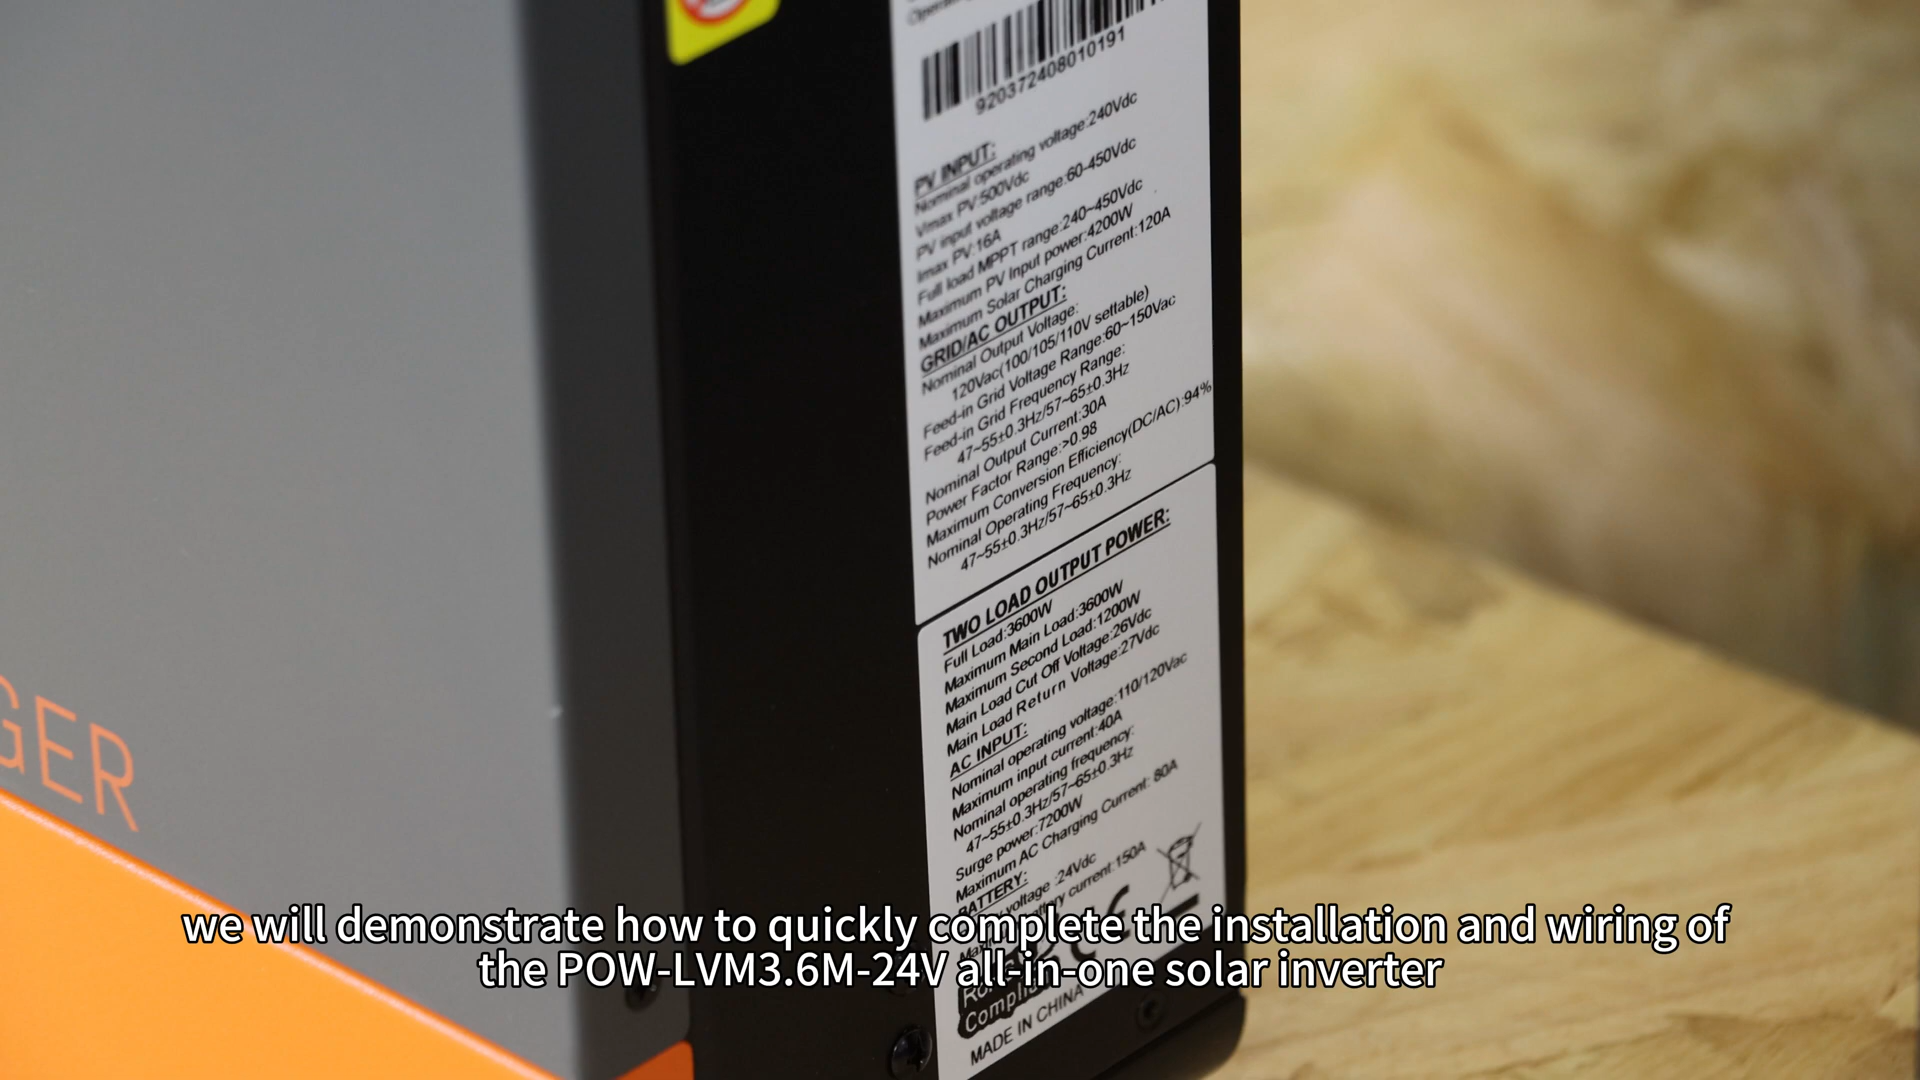 920372408010191
PV INPUT:
Nominal operating voltage:240Vdc
Vmax PV:500Vdc
PV input voltage range:60-450Vdc
Imax PV:16A
Full load MPPT range:240~450Vdc
Maximum PV Input power:4200W
Maximum Solar Charging Current:120A
GRID/AC OUTPUT:
Nominal Output Voltage:
120Vac(100/105/110V settable)
Feed-in Grid Voltage Range:60~150Vac
Feed-in Grid Frequency Range:
47~55±0.3Hz/57~65±0.3Hz
Nominal Output Current:30A
Power Factor Range:>0.98
Maximum Conversion Efficiency(DC/AC):94%
Nominal Operating Frequency:
47~55±0.3Hz/57~65±0.3Hz
TWO LOAD OUTPUT POWER:
Full Load:3600W
Maximum Main Load:3600W
Maximum Second Load:1200W
Main Load Cut Off Voltage:26Vdc
Main Load Return Voltage:27Vdc
AC INPUT:
Nominal operating voltage:110/120Vac
Maximum input current:40A
Nominal operating frequency:
47~55±0.3Hz/57~65±0.3Hz
Surge power:7200W
Maximum AC Charging Current: 80A
BATTERY:
voltage :24Vdc
current:150A
MADE IN CHINA
GER
we will demonstrate how to quickly complete the installation and wiring of
the POW-LVM3.6M-24V all-in-one solar inverter